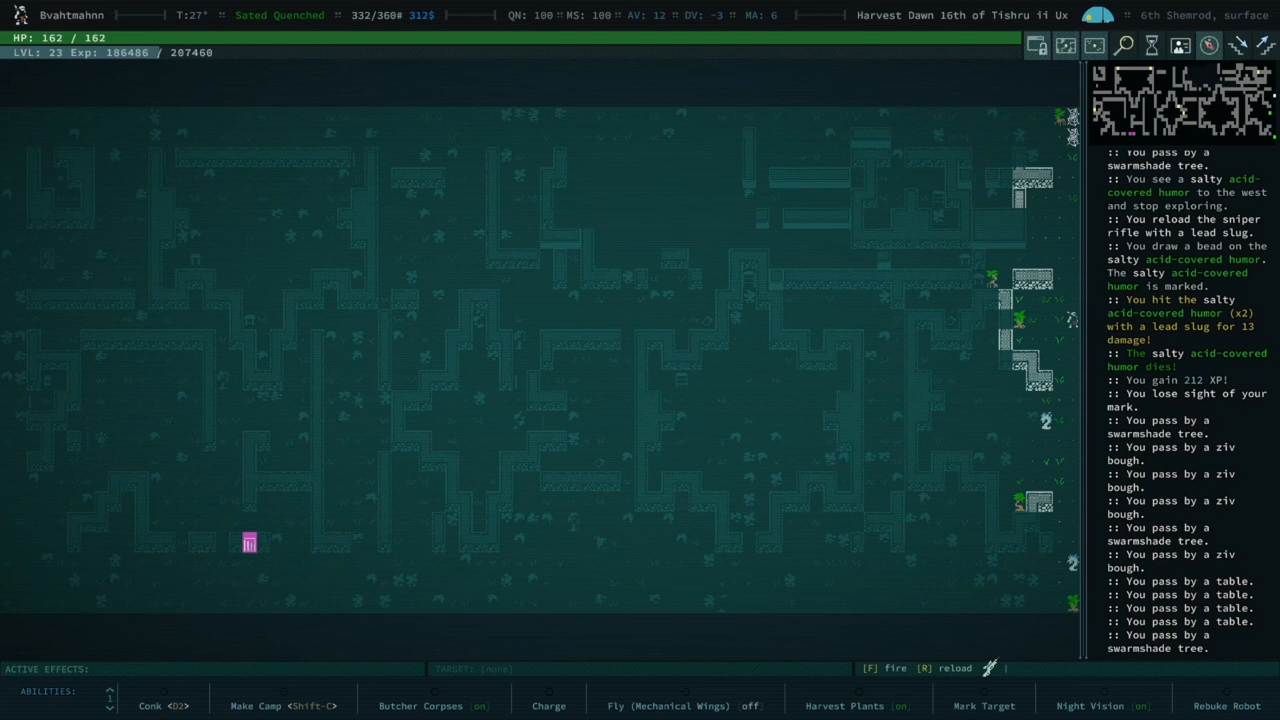 Bvahtmahnn T:27° :: Sated Quenched :: 332/360# 312$ QN: 100 :: MS: 100 :: AV: 12 :: DV: -3 :: MA: 6 Harvest Dawn 16th of Tishru ii Ux :: 6th Shemrod, surface
HP: 162 / 162
LVL: 23 Exp: 186486 / 207460
:: You pass by a
swarmshade tree.
:: You see a salty acid-
covered humor to the west
and stop exploring.
:: You reload the sniper
rifle with a lead slug.
:: You draw a bead on the
salty acid-covered humor.
The salty acid-covered
humor is marked.
:: You hit the salty
acid-covered humor (x2)
with a lead slug for 13
damage!
:: The salty acid-covered
humor dies!
:: You gain 212 XP!
:: You lose sight of your
mark.
:: You pass by a
swarmshade tree.
:: You pass by a ziv
bough.
:: You pass by a ziv
bough.
:: You pass by a ziv
bough.
:: You pass by a
swarmshade tree.
:: You pass by a ziv
bough.
:: You pass by a table.
:: You pass by a table.
:: You pass by a table.
:: You pass by a table.
:: You pass by a
swarmshade tree.
ACTIVE EFFECTS: TARGET: [none] [F] fire [R] reload
ABILITIES: 1 Conk <D2> Make Camp <Shift-C> Butcher Corpses [on] Charge Fly (Mechanical Wings) [off] Harvest Plants [on] Mark Target Night Vision [on] Rebuke Robot